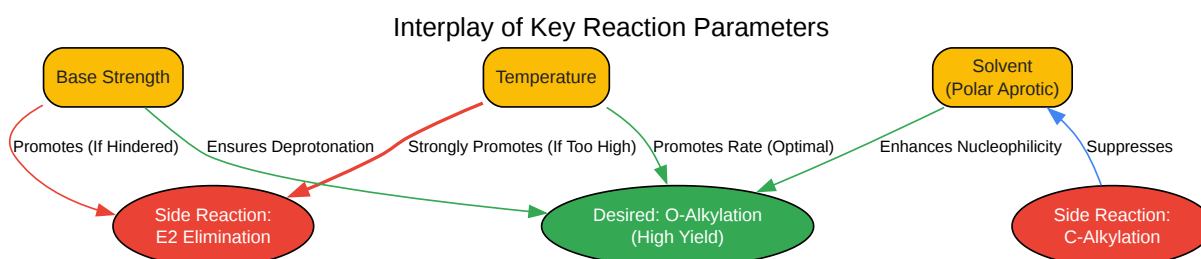 Interplay of Key Reaction Parameters
Base Strength
Temperature
Solvent
(Polar Aprotic)
Promotes (If Hindered)
Ensures Deprotonation
Strongly Promotes (If Too High)
Promotes Rate (Optimal)
Enhances Nucleophilicity
Suppresses
Side Reaction:
E2 Elimination
Desired: O-Alkylation
(High Yield)
Side Reaction:
C-Alkylation